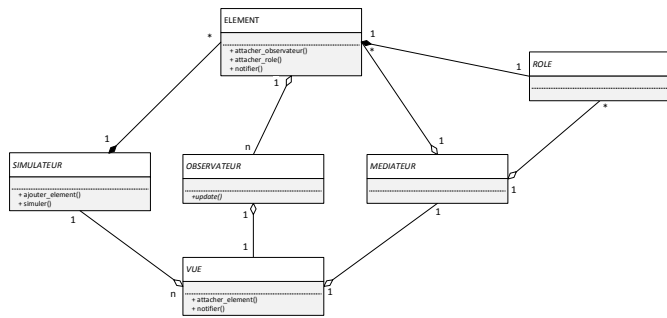 ELEMENT
+ attacher_observateur()
+ attacher_role()
+ notifier()
*
1
*
1
1
ROLE
*
1
n
1
1
SIMULATEUR
+ ajouter_element()
+ simuler()
OBSERVATEUR
+update()
MEDIATEUR
1
1
1
1
1
n
VUE
+ attacher_element()
+ notifier()
1